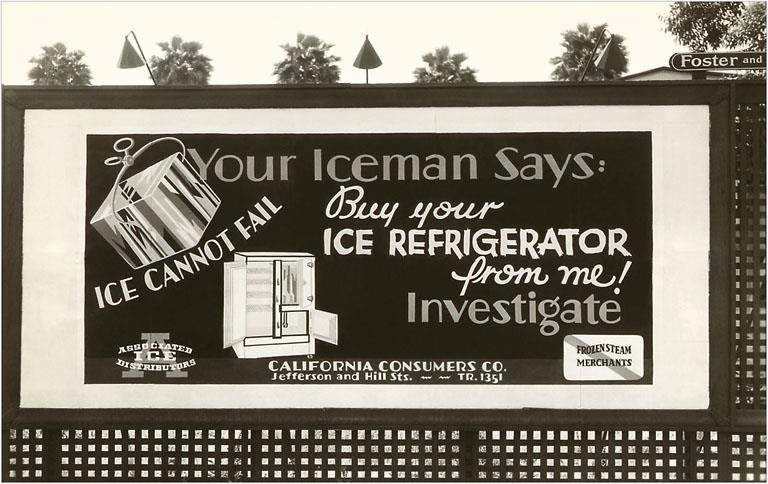 Foster and
Your Iceman Says:
Buy your
ICE REFRIGERATOR
from me!
Investigate
ICE CANNOT FAIL
ASSOCIATED
ICE
DISTRIBUTORS
A
CALIFORNIA CONSUMERS CO.
Jefferson and Hill Sts. ~ ~ TR. 1351
FROZEN STEAM
MERCHANTS